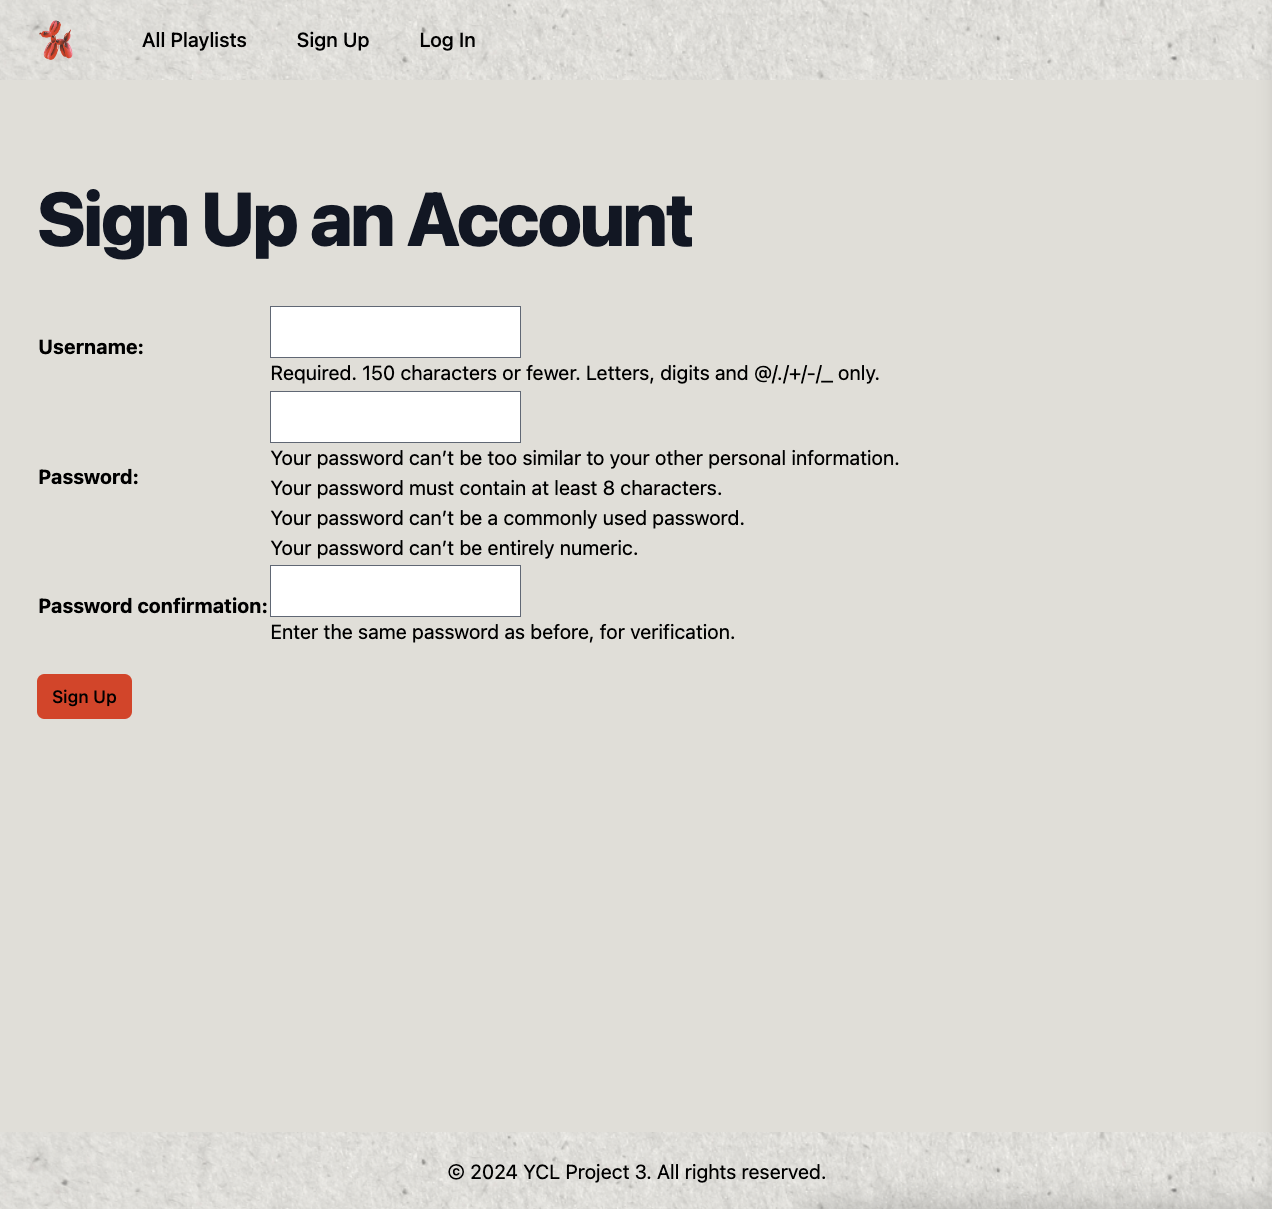 All Playlists Sign Up Log In
Sign Up an Account
Username:
Required. 150 characters or fewer. Letters, digits and @/./+/-/_ only.
Password:
Your password can’t be too similar to your other personal information.
Your password must contain at least 8 characters.
Your password can’t be a commonly used password.
Your password can’t be entirely numeric.
Password confirmation:
Enter the same password as before, for verification.
Sign Up
© 2024 YCL Project 3. All rights reserved.